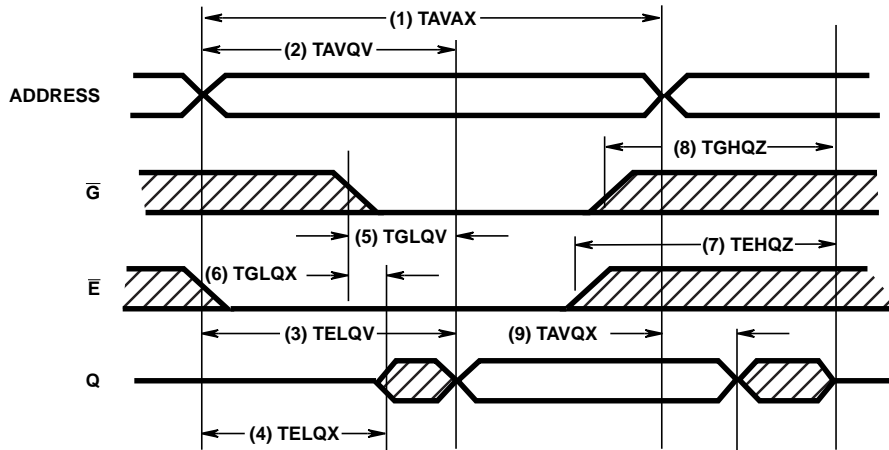 (1) TAVAX
(2) TAVQV
ADDRESS
(8) TGHQZ
G̅
(5) TGLQV
(7) TEHQZ
(6) TGLQX
E̅
(3) TELQV
(9) TAVQX
Q
(4) TELQX